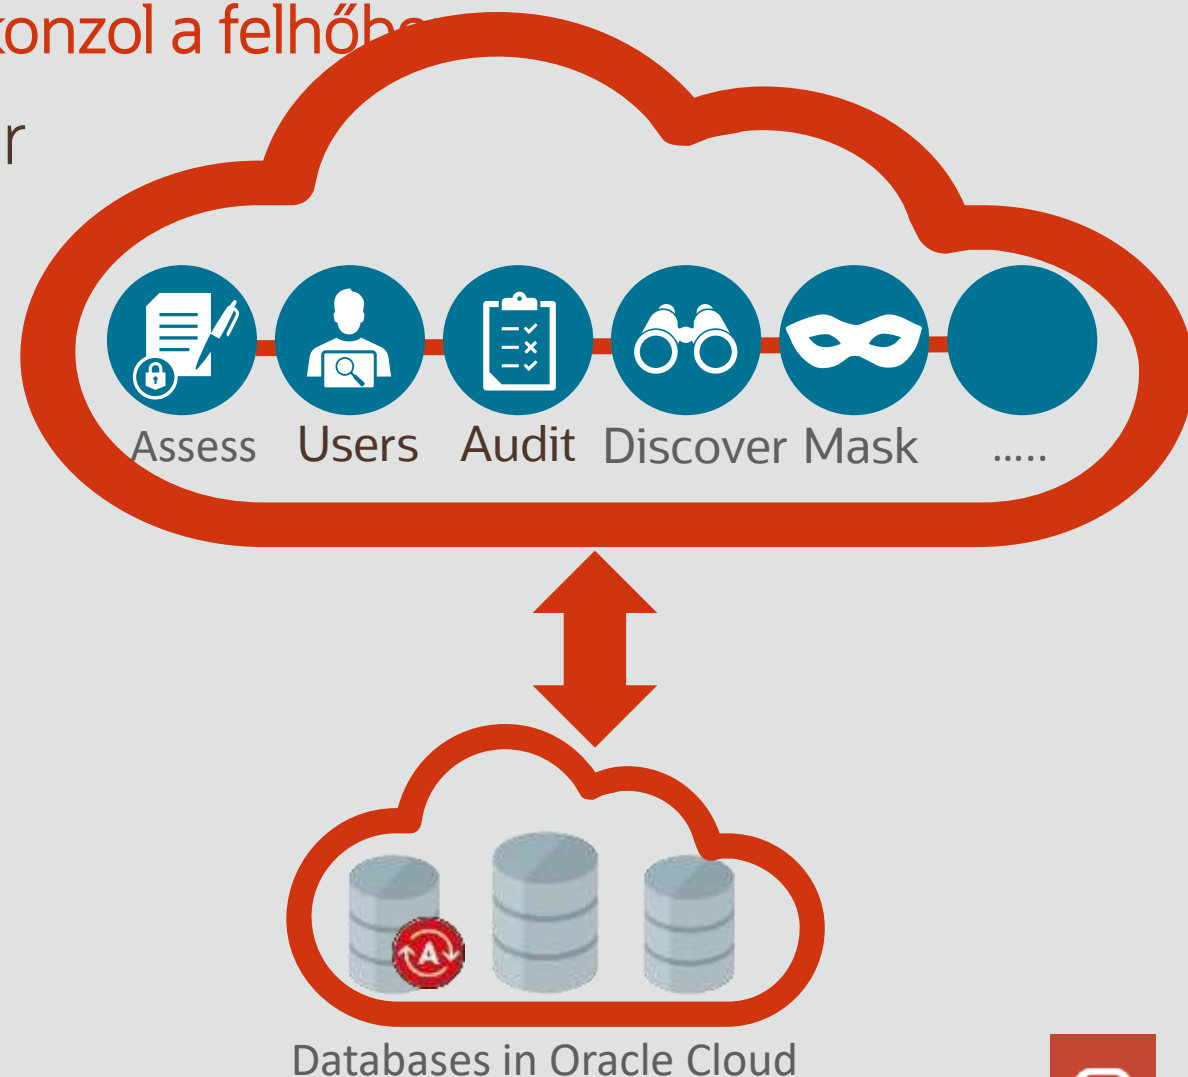 konzol a felhőbe
r
Assess Users Audit Discover Mask .....
A
Databases in Oracle Cloud